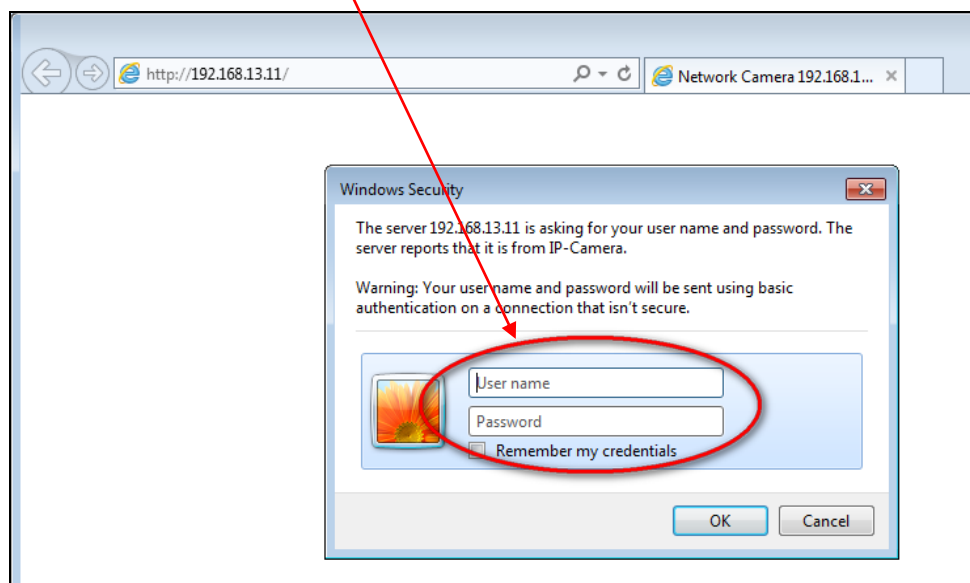 http://192.168.13.11/
Network Camera 192.168.1...
Windows Security
The server 192.168.13.11 is asking for your user name and password. The
server reports that it is from IP-Camera.
Warning: Your user name and password will be sent using basic
authentication on a connection that isn't secure.
User name
Password
Remember my credentials
OK
Cancel